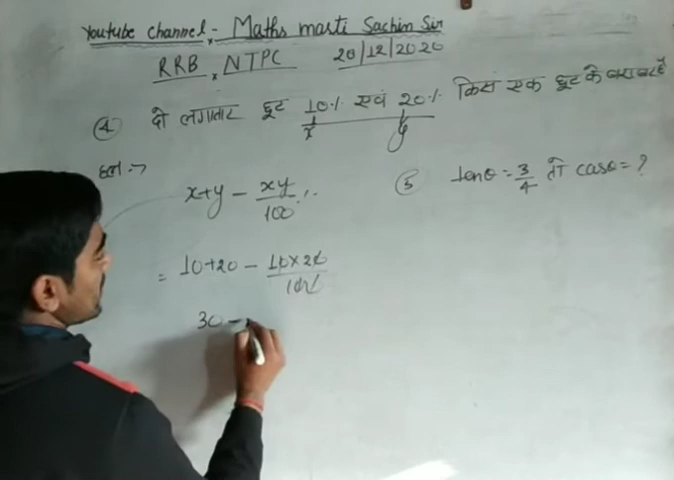 Youtube channel - Maths masti Sachin Sir
RRB, NTPC 20/12/2020
4 दो लगातार छूट 10% एवं 20% किस एक छूट के बराबर है
x y
हल :-
x+y - xy/100 %
= 10+20 - 10×20/100
30 -
5 tanθ = 3/4 तो cosθ = ?